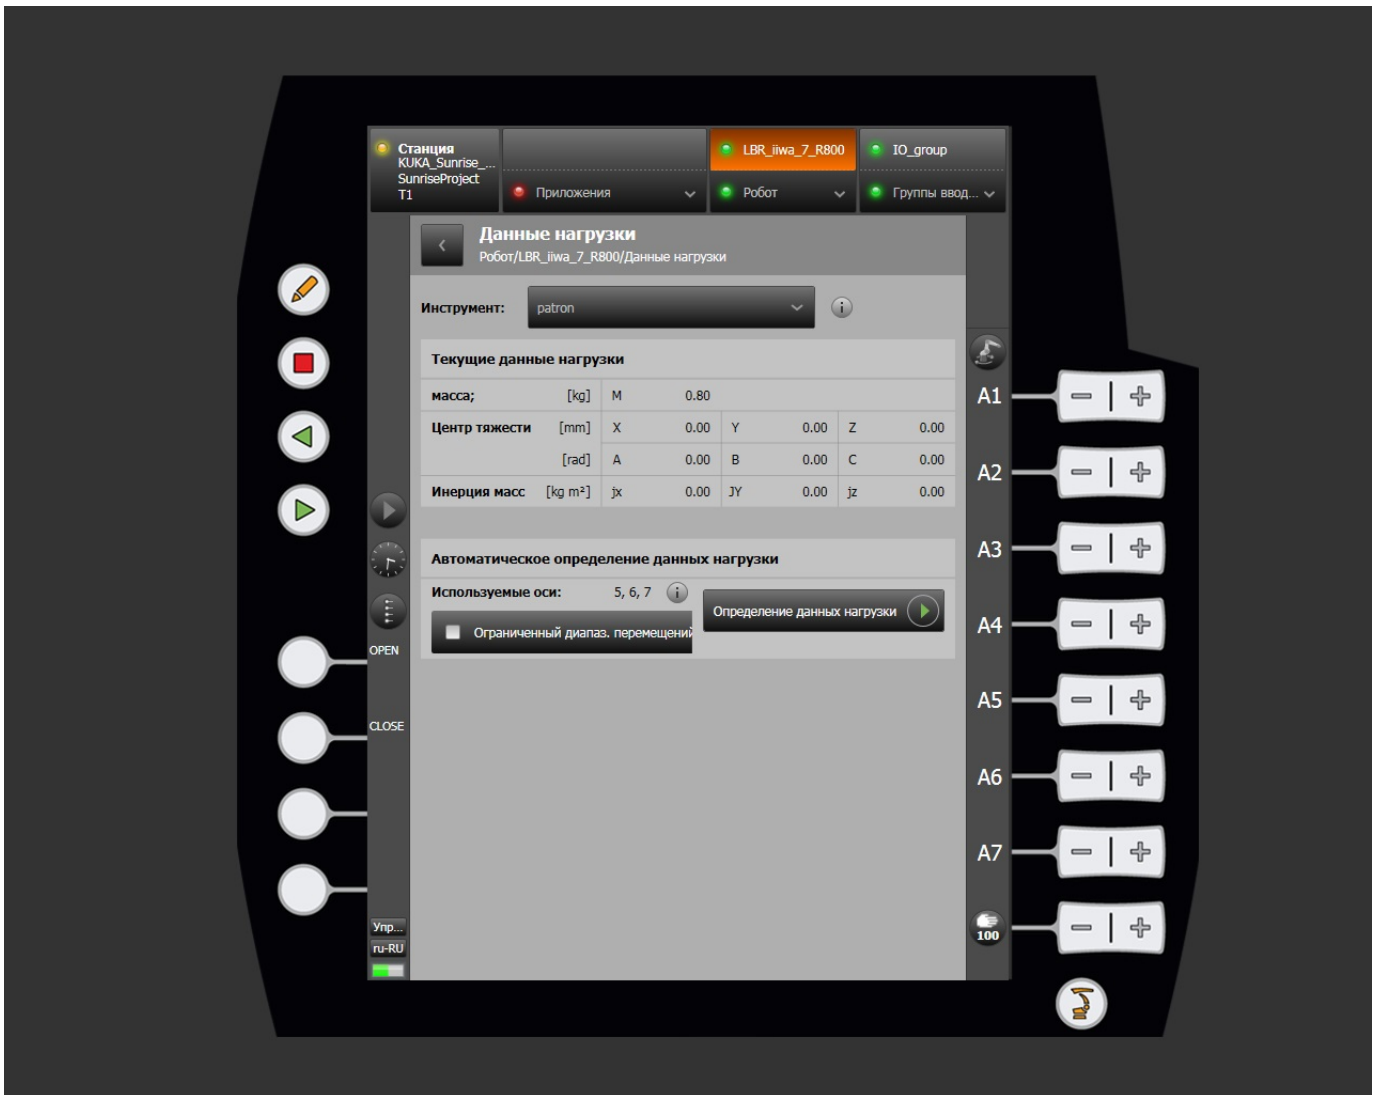 Станция
KUKA_Sunrise_...
SunriseProject
T1
Приложения
LBR_iiwa_7_R800
Робот
IO_group
Группы ввод...
Данные нагрузки
Робот/LBR_iiwa_7_R800/Данные нагрузки
Инструмент: patron i
Текущие данные нагрузки
масса; [kg] M 0.80
Центр тяжести [mm] X 0.00 Y 0.00 Z 0.00
[rad] A 0.00 B 0.00 C 0.00
Инерция масс [kg m²] jx 0.00 JY 0.00 jz 0.00
Автоматическое определение данных нагрузки
Используемые оси: 5, 6, 7 i
Определение данных нагрузки
Ограниченный диапаз. перемещений
OPEN
CLOSE
Упр...
ru-RU
A1
A2
A3
A4
A5
A6
A7
100